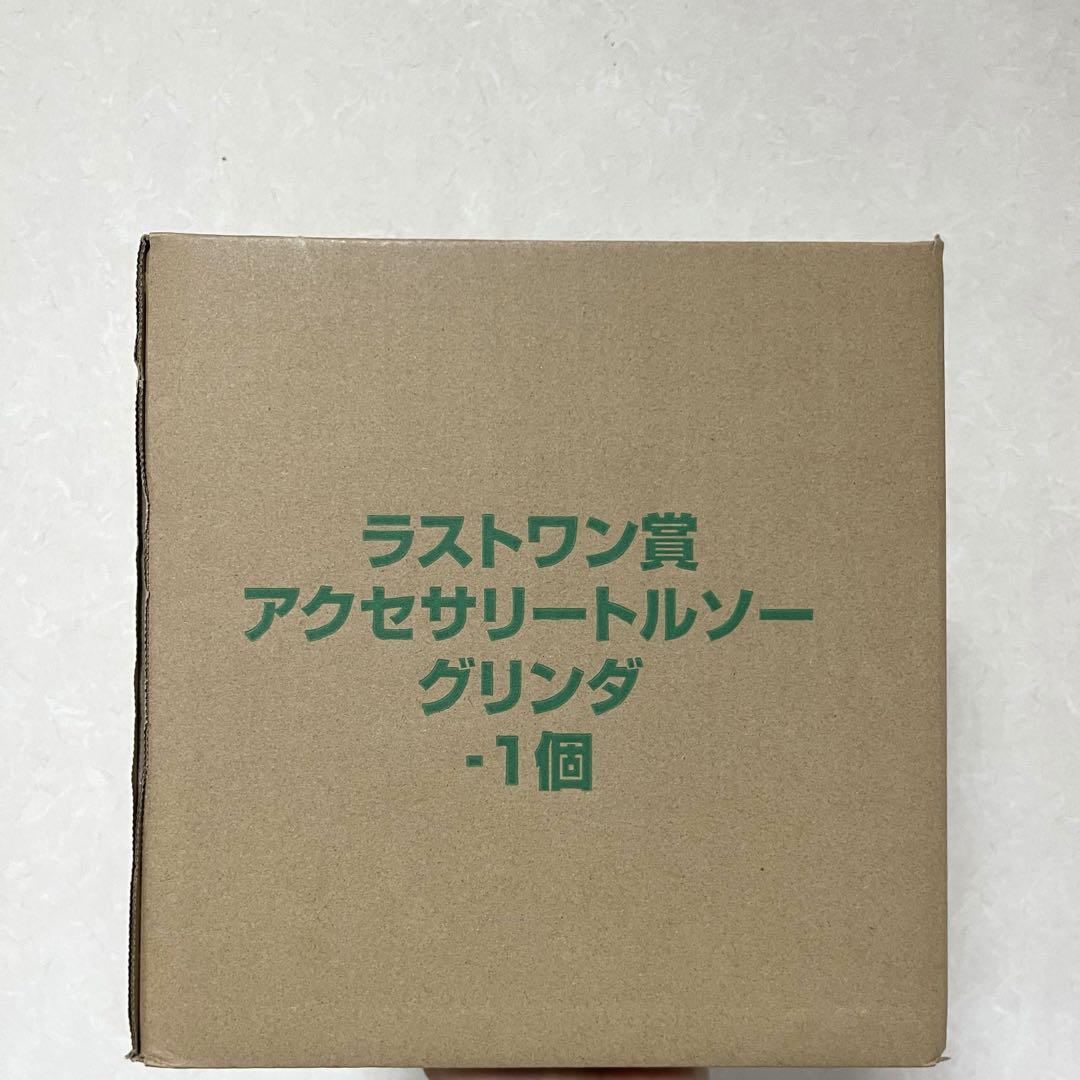 ラストワン賞
アクセサリートルソー
グリンダ
-1個